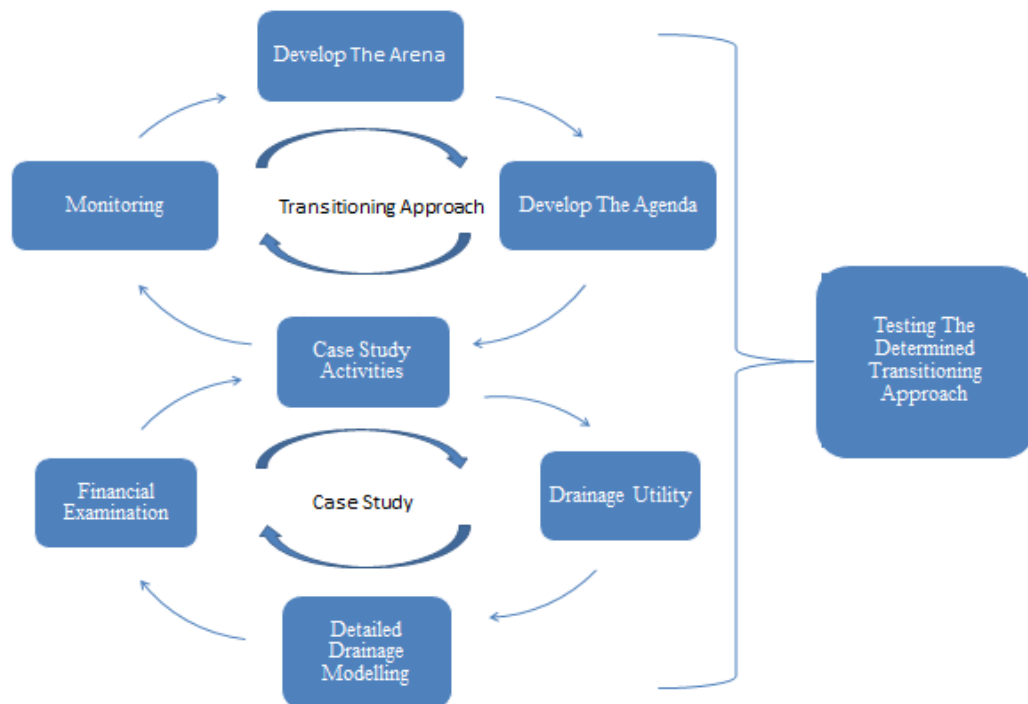 Develop The Arena
Monitoring
Transitioning Approach
Develop The Agenda
Case Study
Activities
Testing The
Determined
Transitioning
Approach
Financial
Examination
Case Study
Drainage Utility
Detailed
Drainage
Modelling